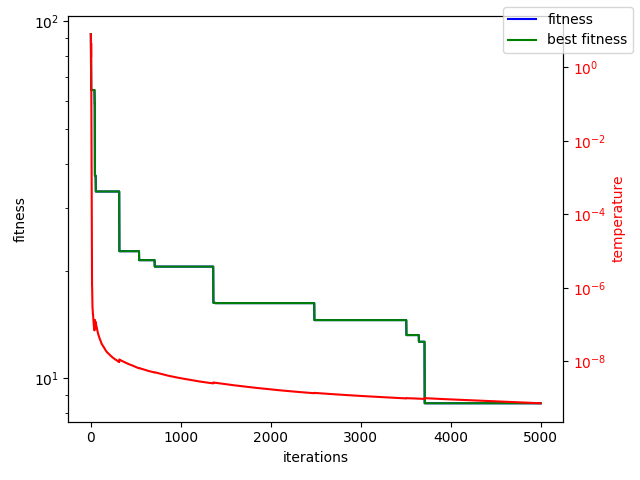 fitness
best fitness
10²
10¹
fitness
10⁰
10⁻²
10⁻⁴
10⁻⁶
10⁻⁸
temperature
0 1000 2000 3000 4000 5000
iterations